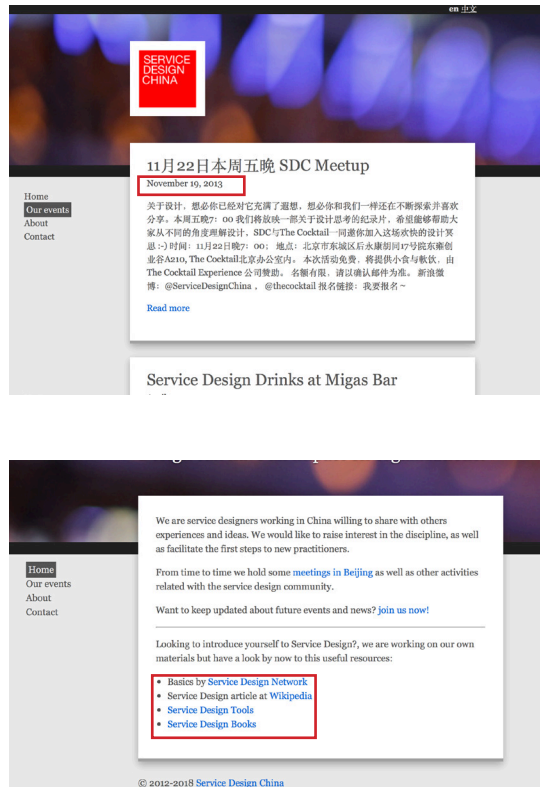 en 中文
SERVICE
DESIGN
CHINA
11月22日本周五晚 SDC Meetup
November 19, 2013
Home
Our events
About
Contact
关于设计，想必你已经对它充满了遐想，想必你和我们一样在不断探索并喜欢
分享。本周五晚7：00 我们将放映一部关于设计思考的纪录片，希望能够帮助大
家从不同的角度理解设计，SDC与The Cocktail一同邀你加入这场欢快的设计冥
思 :-) 时间：11月22日晚7：00； 地点：北京市东城区后永康胡同17号院东雍创
业谷A210, The Cocktail北京办公室内。 本次活动免费，将提供小食与軟饮，由
The Cocktail Experience 公司赞助。 名额有限，请以确认邮件为准。 新浪微
博：@ServiceDesignChina ， @thecocktail 报名链接：我要报名～
Read more
Service Design Drinks at Migas Bar
We are service designers working in China willing to share with others
experiences and ideas. We would like to raise interest in the discipline, as well
as facilitate the first steps to new practitioners.
Home
Our events
About
Contact
From time to time we hold some meetings in Beijing as well as other activities
related with the service design community.
Want to keep updated about future events and news? join us now!
Looking to introduce yourself to Service Design?, we are working on our own
materials but have a look by now to this useful resources:
• Basics by Service Design Network
• Service Design article at Wikipedia
• Service Design Tools
• Service Design Books
© 2012-2018 Service Design China